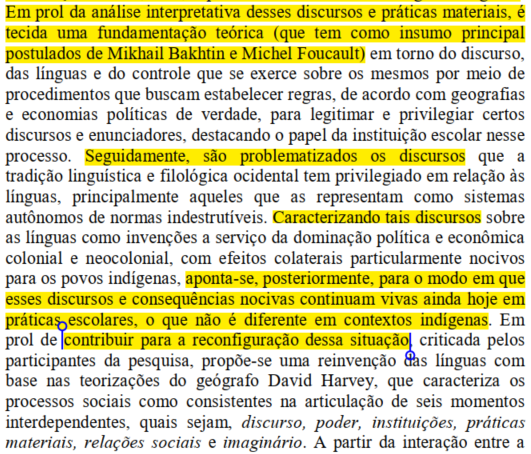 Em prol da análise interpretativa desses discursos e práticas materiais, é
tecida uma fundamentação teórica (que tem como insumo principal
postulados de Mikhail Bakhtin e Michel Foucault) em torno do discurso,
das línguas e do controle que se exerce sobre os mesmos por meio de
procedimentos que buscam estabelecer regras, de acordo com geografias
e economias políticas de verdade, para legitimar e privilegiar certos
discursos e enunciadores, destacando o papel da instituição escolar nesse
processo. Seguidamente, são problematizados os discursos que a
tradição linguística e filológica ocidental tem privilegiado em relação às
línguas, principalmente aqueles que as representam como sistemas
autônomos de normas indestrutíveis. Caracterizando tais discursos sobre
as línguas como invenções a serviço da dominação política e econômica
colonial e neocolonial, com efeitos colaterais particularmente nocivos
para os povos indígenas, aponta-se, posteriormente, para o modo em que
esses discursos e consequências nocivas continuam vivas ainda hoje em
práticas escolares, o que não é diferente em contextos indígenas. Em
prol de contribuir para a reconfiguração dessa situação, criticada pelos
participantes da pesquisa, propõe-se uma reinvenção das línguas com
base nas teorizações do geógrafo David Harvey, que caracteriza os
processos sociais como consistentes na articulação de seis momentos
interdependentes, quais sejam, discurso, poder, instituições, práticas
materiais, relações sociais e imaginário. A partir da interação entre a